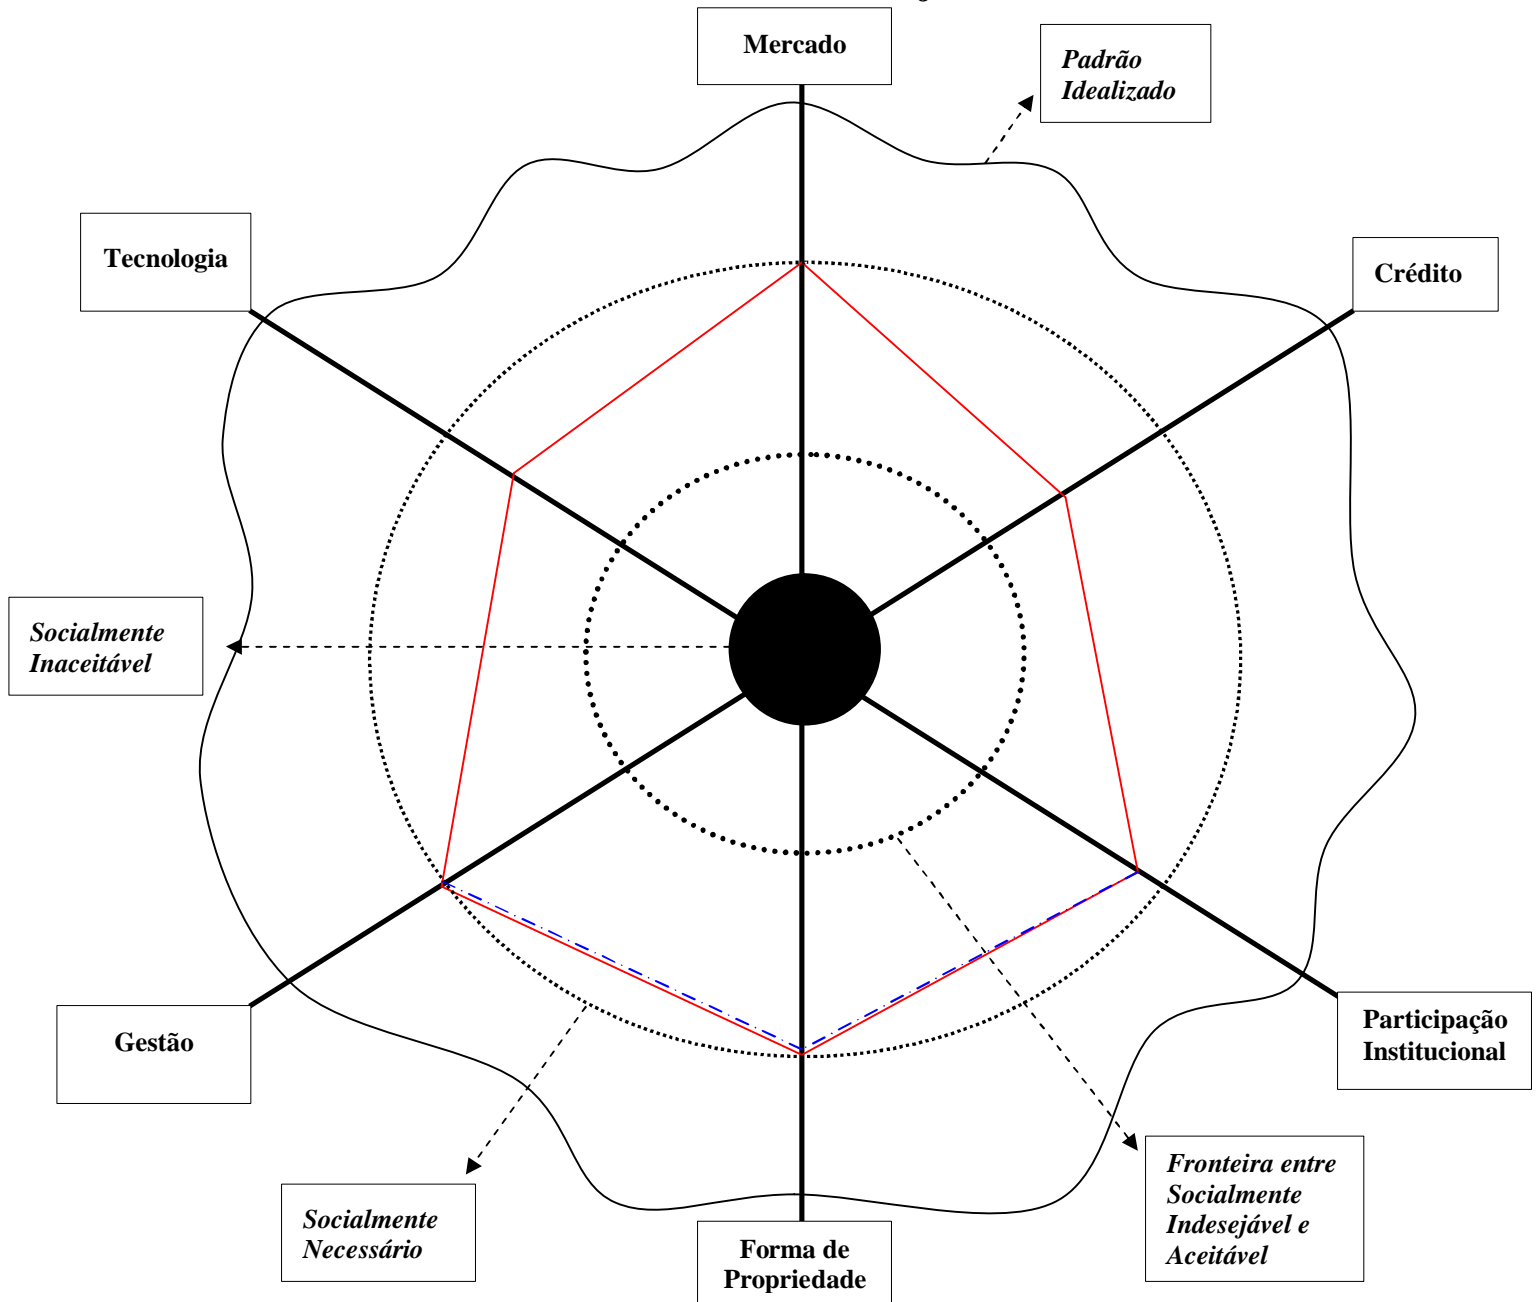 Mercado
Padrão
Idealizado
Tecnologia
Crédito
Socialmente
Inaceitável
Gestão
Participação
Institucional
Socialmente
Necessário
Forma de
Propriedade
Fronteira entre
Socialmente
Indesejável e
Aceitável